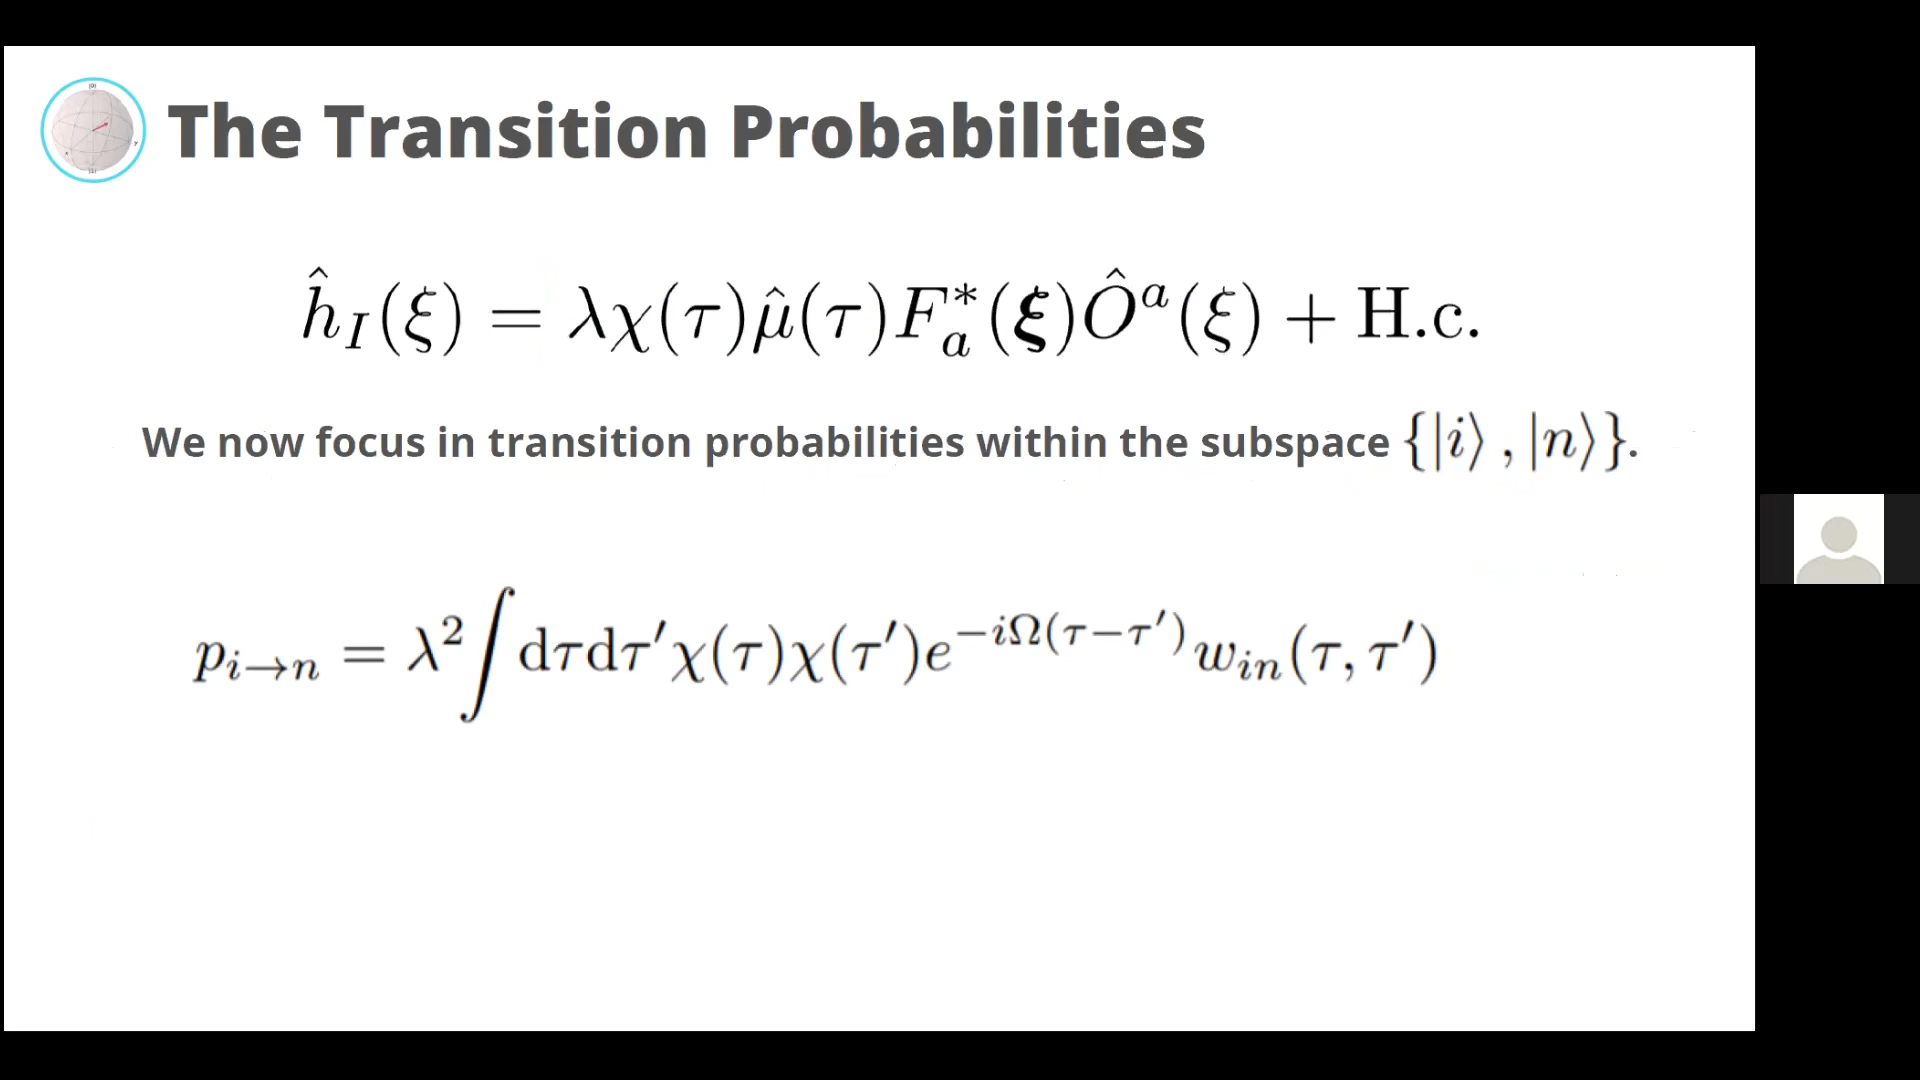 The Transition Probabilities
ĥ_I(ξ) = λχ(τ)μ̂(τ)F_a^*(𝛏)Ô^a(ξ) + H.c.
We now focus in transition probabilities within the subspace {|i⟩ , |n⟩}.
p_{i→n} = λ² ∫ dτdτ′χ(τ)χ(τ′)e^{−iΩ(τ−τ′)}w_{in}(τ, τ′)